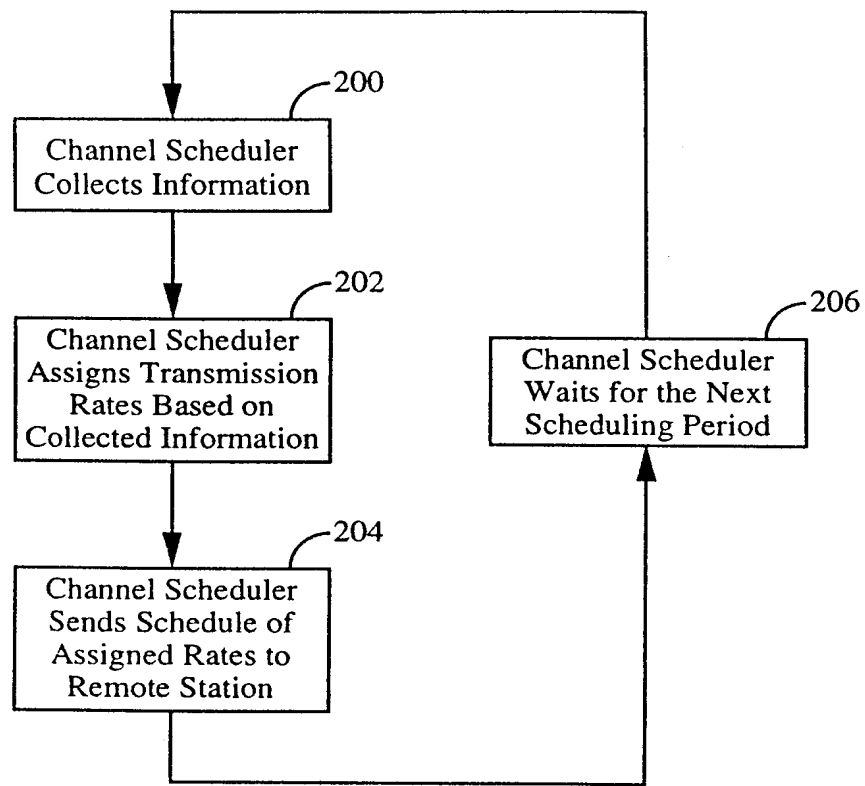 200
Channel Scheduler
Collects Information
202
Channel Scheduler
Assigns Transmission
Rates Based on
Collected Information
204
Channel Scheduler
Sends Schedule of
Assigned Rates to
Remote Station
206
Channel Scheduler
Waits for the Next
Scheduling Period